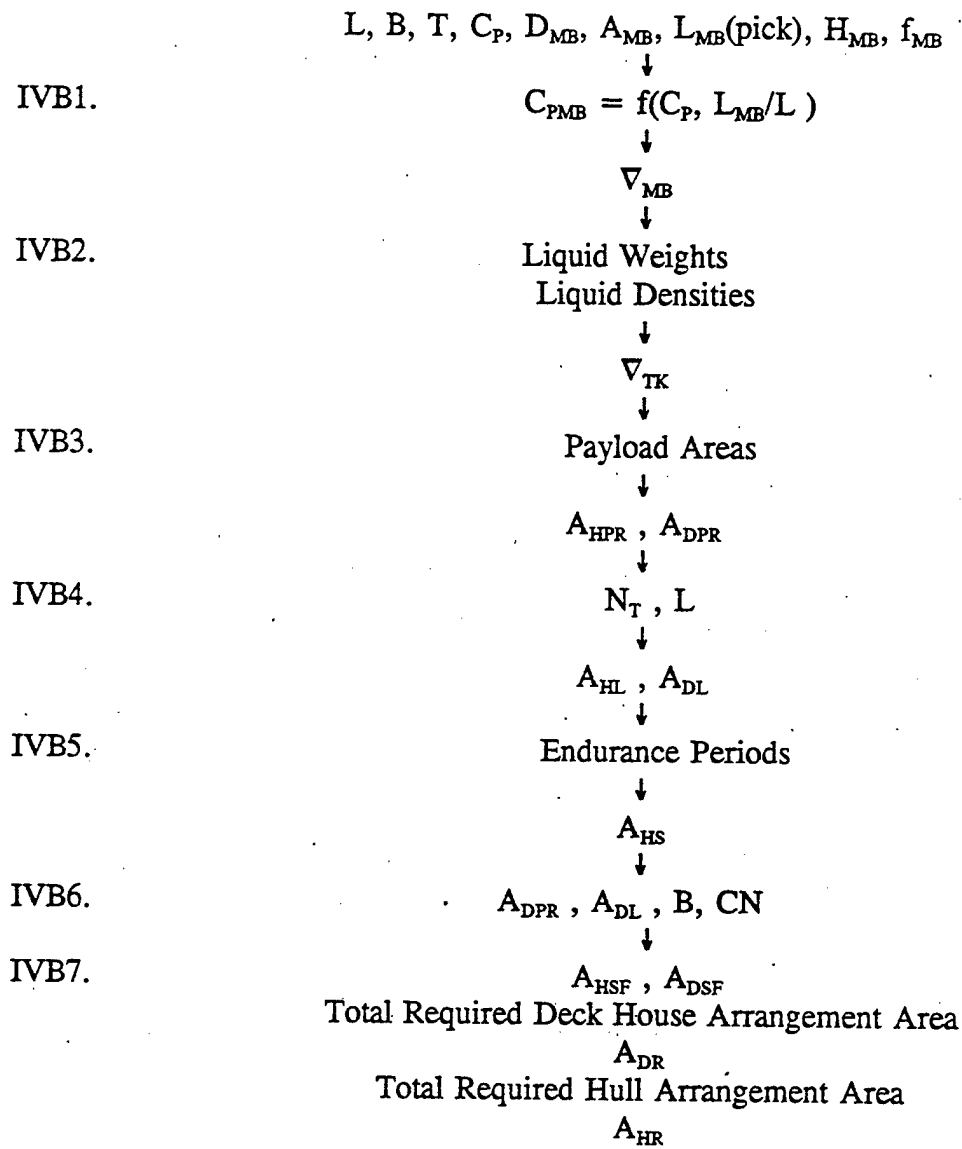 L, B, T, C_P, D_MB, A_MB, L_MB(pick), H_MB, f_MB
↓
IVB1. C_PMB = f(C_P, L_MB/L )
↓
∇_MB
↓
IVB2. Liquid Weights
Liquid Densities
↓
∇_TK
↓
IVB3. Payload Areas
↓
A_HPR , A_DPR
↓
IVB4. N_T , L
↓
A_HL , A_DL
↓
IVB5. Endurance Periods
↓
A_HS
↓
IVB6. A_DPR , A_DL , B, CN
↓
IVB7. A_HSF , A_DSF
Total Required Deck House Arrangement Area
A_DR
Total Required Hull Arrangement Area
A_HR